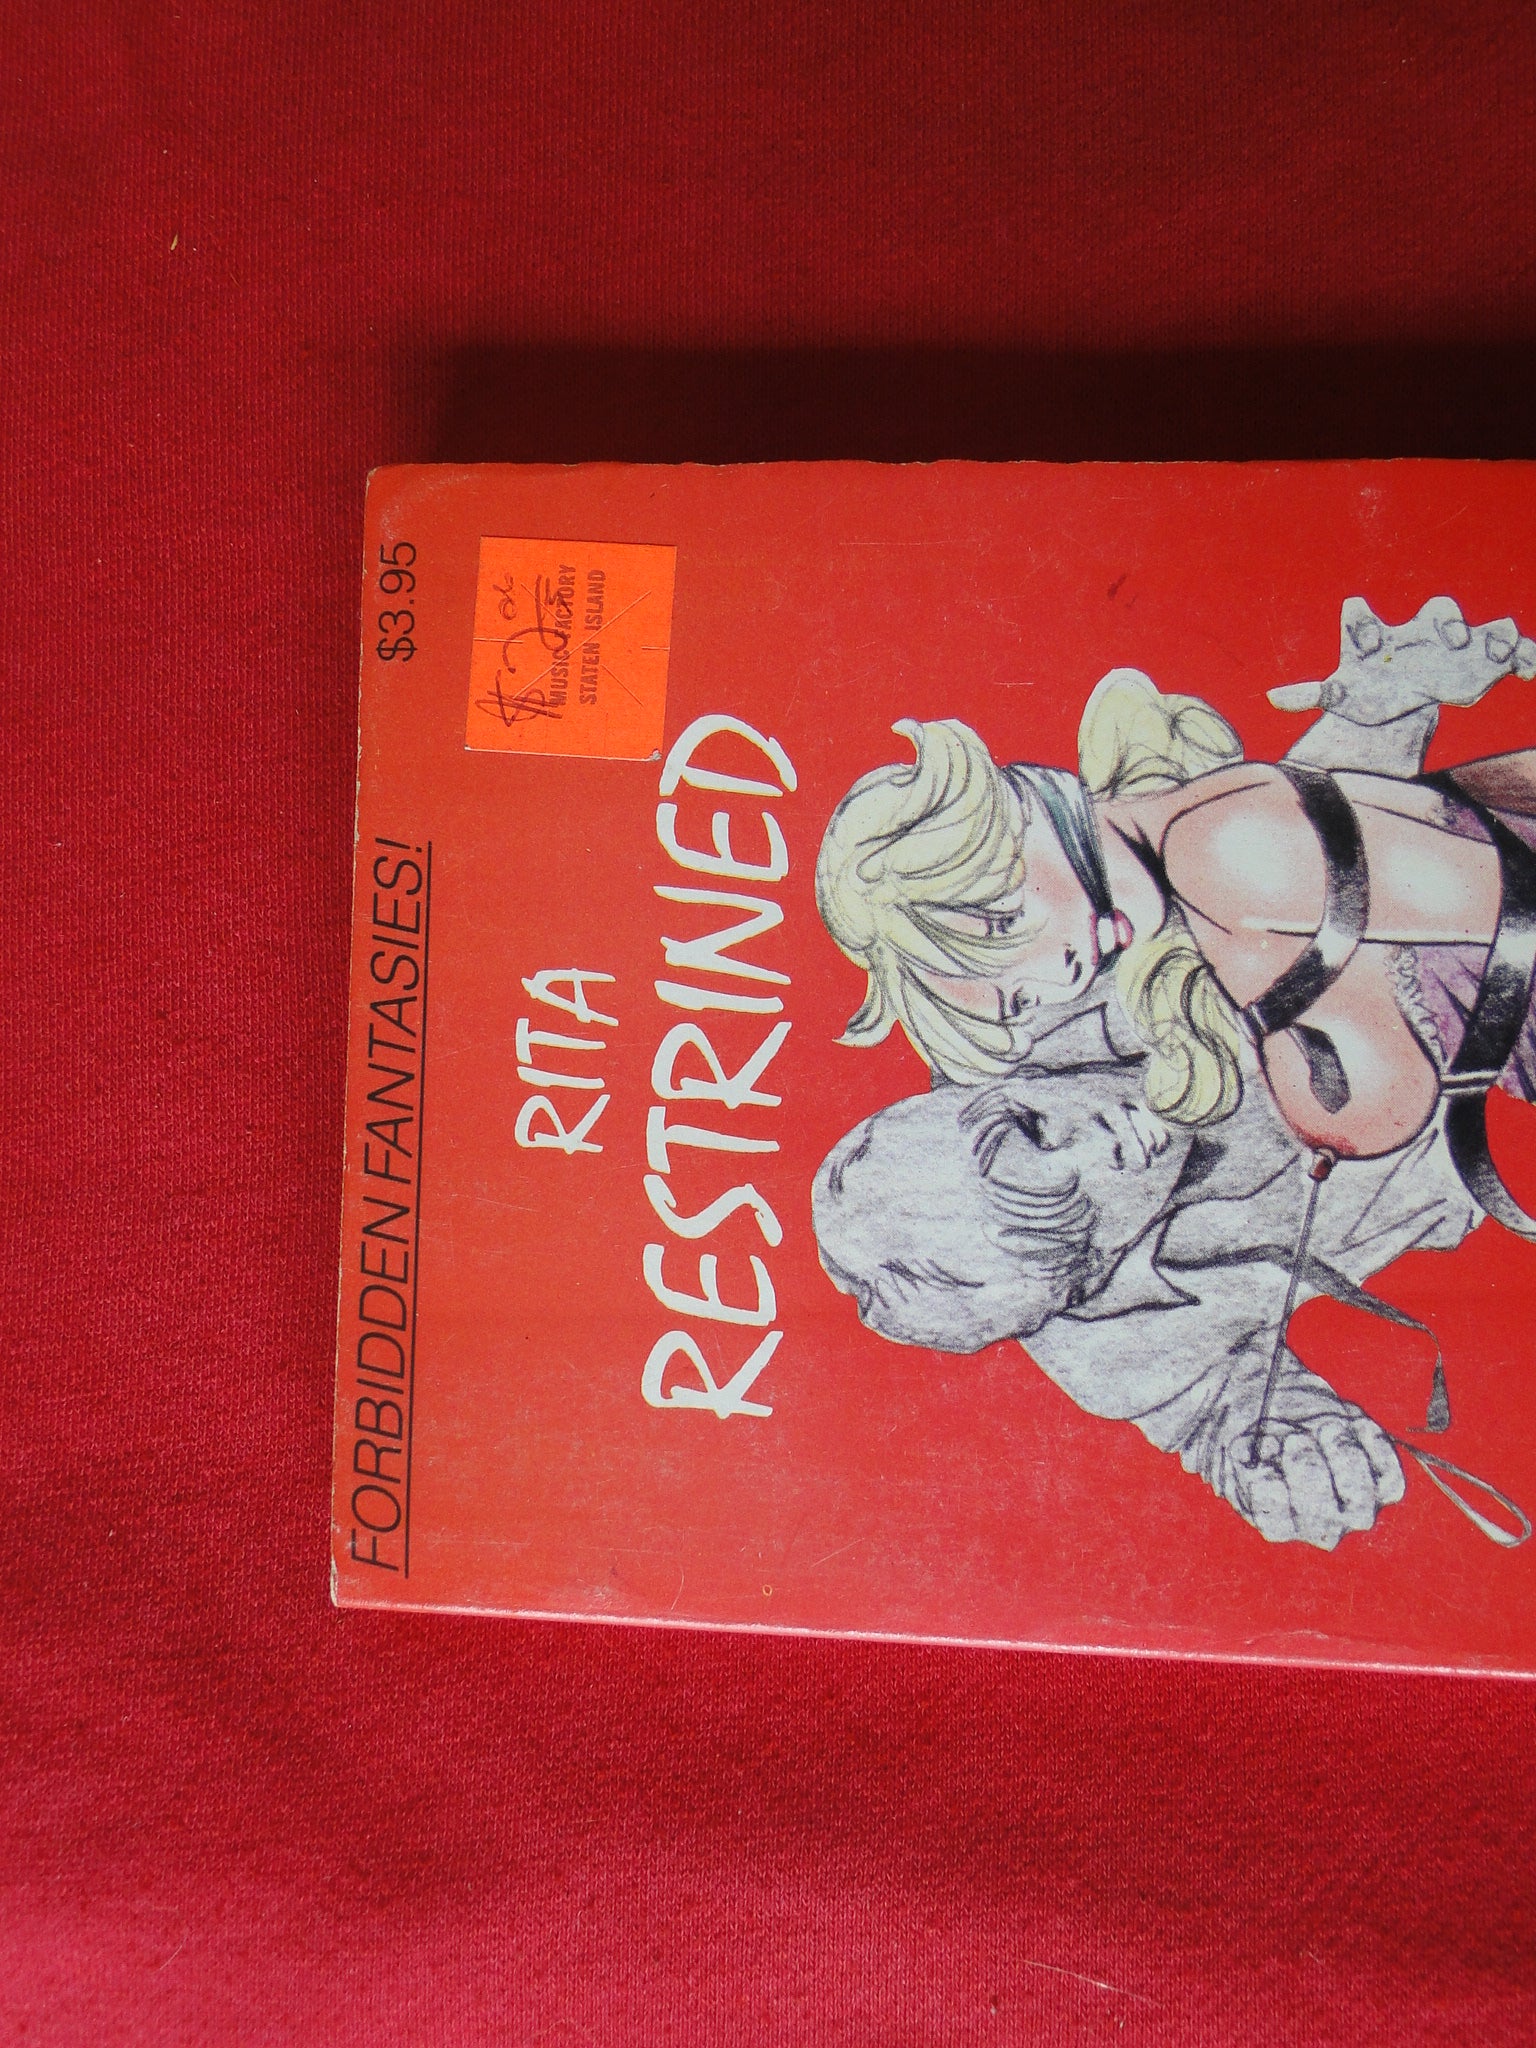 FORBIDDEN FANTASIES!
$3.95
MUSIC FACTORY
STATEN ISLAND
RITA
RESTRINED